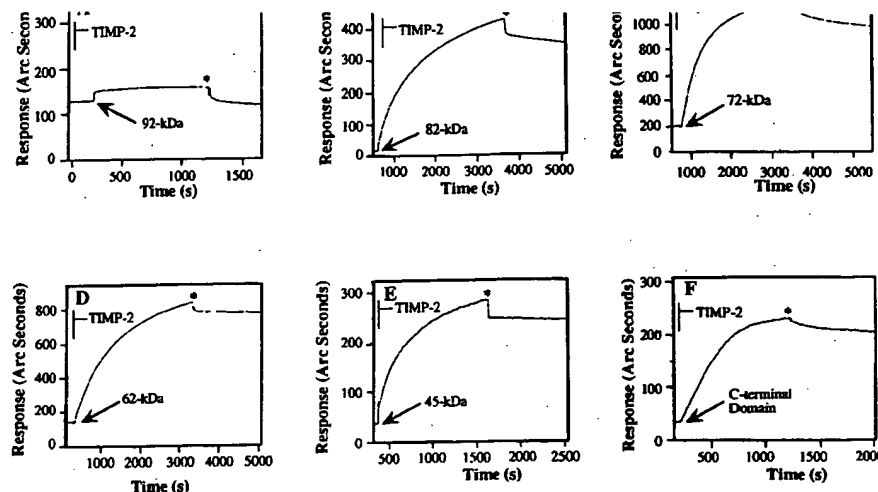 Response (Arc Secon
300
200
100
0
TIMP-2
*
92-kDa
0
500
1000
1500
Time (s)
Response (Arc Second
400
300
200
100
0
TIMP-2
82-kDa
1000
2000
3000
4000
5000
Time (s)
Response (Arc Second
1000
800
600
400
200
0
72-kDa
1000
2000
3000
4000
5000
Time (s)
D
Response (Arc Seconds)
800
600
400
200
0
TIMP-2
*
62-kDa
1000
2000
3000
4000
5000
Time (s)
E
Response (Arc Seconds)
300
200
100
0
TIMP-2
*
45-kDa
500
1000
1500
2000
2500
Time (s)
F
Response (Arc Seconds)
300
200
100
0
TIMP-2
*
C-terminal
Domain
500
1000
1500
2000
Time (s)